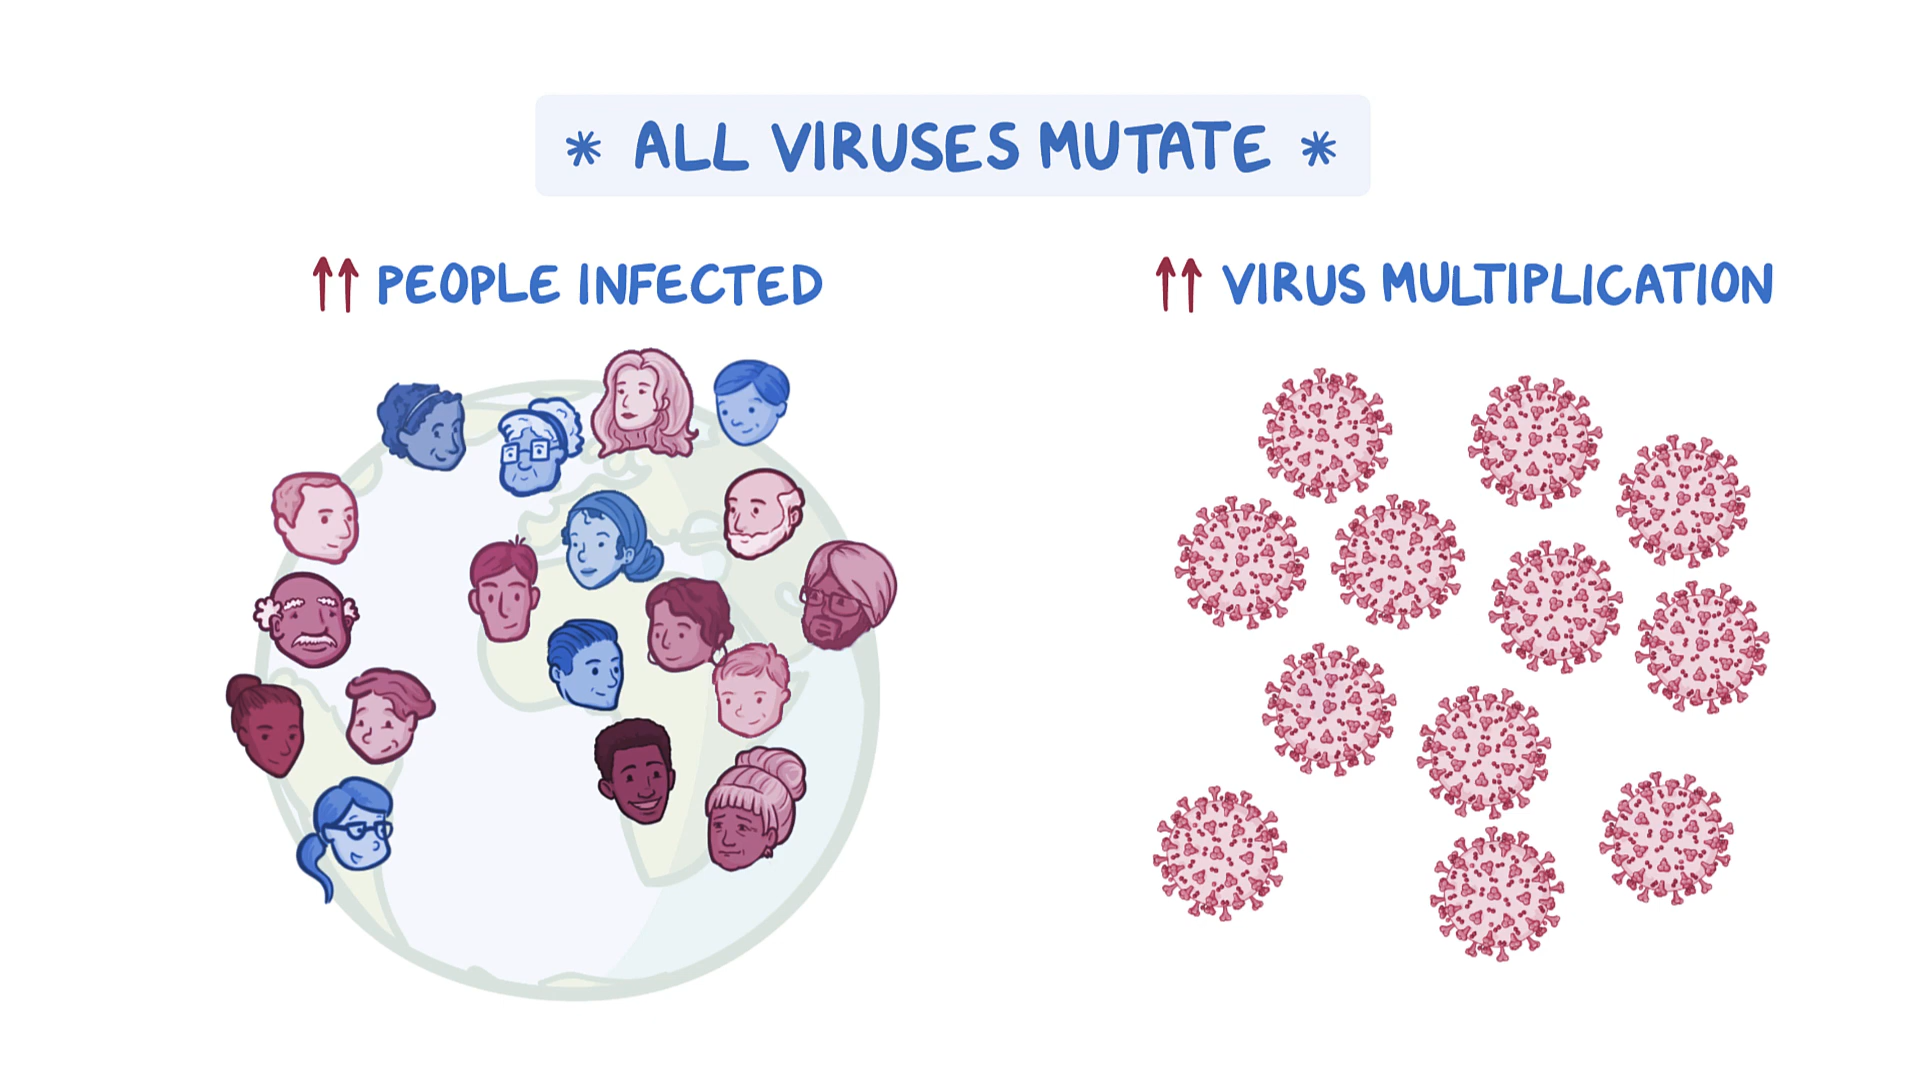 * ALL VIRUSES MUTATE *
↑↑ PEOPLE INFECTED
↑↑ VIRUS MULTIPLICATION